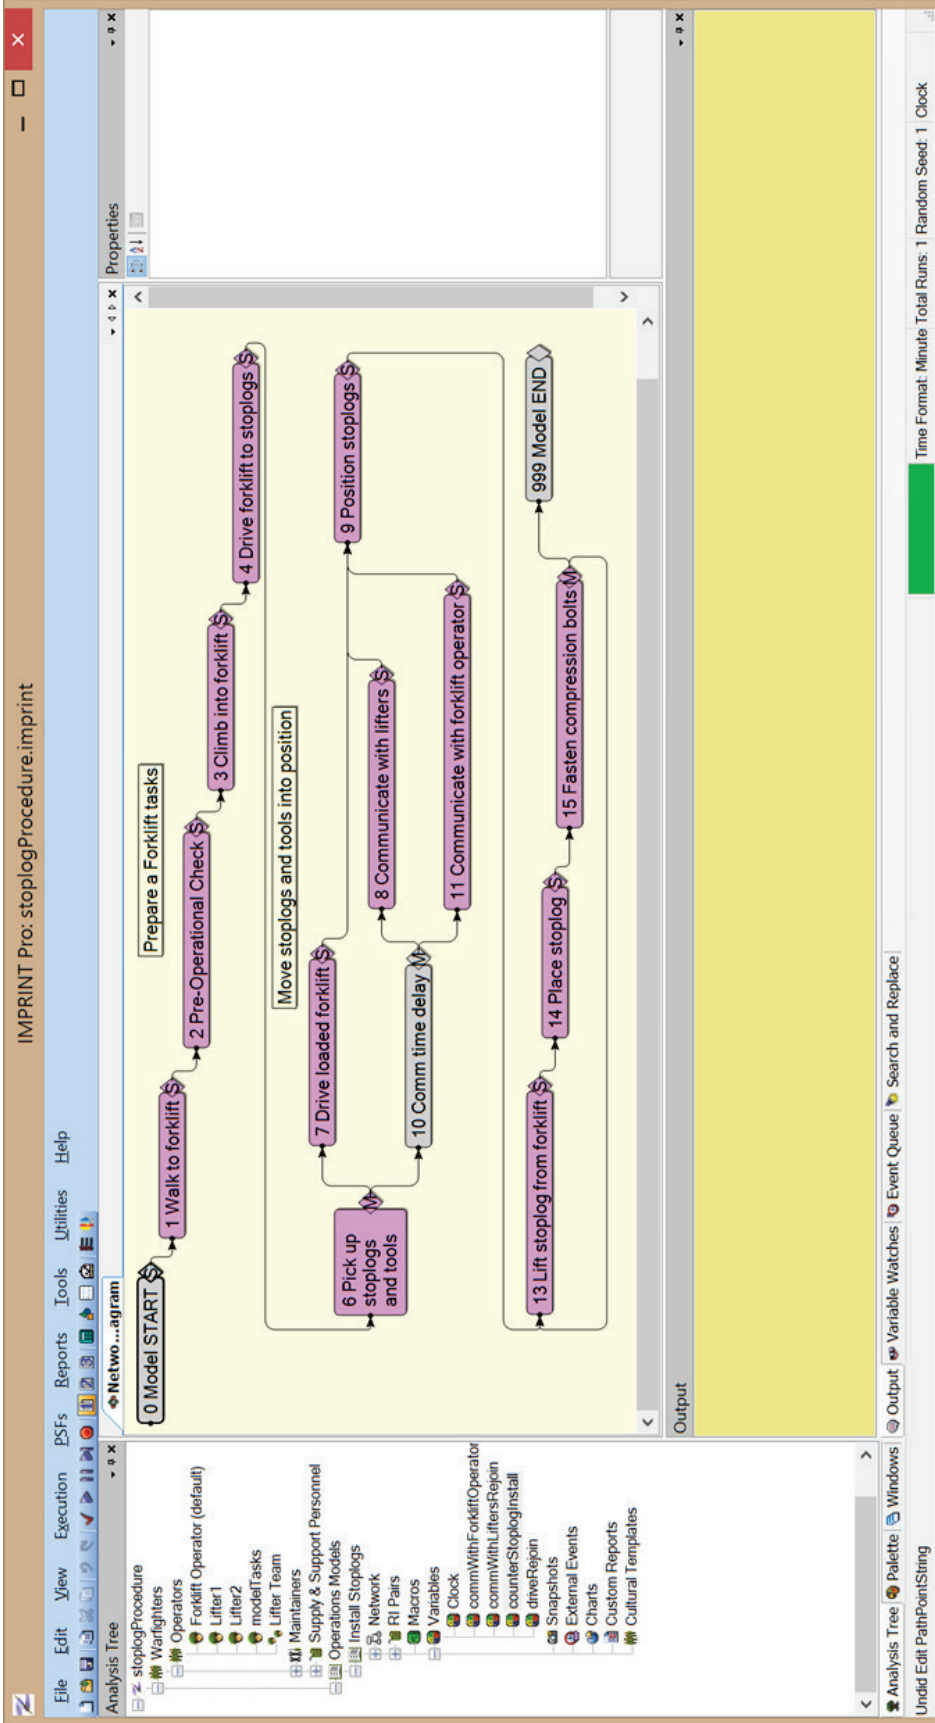 IMPRINT Pro: stoplogProcedure.imprint
File Edit View Execution PSFs Reports Tools Utilities Help
Analysis Tree
stoplogProcedure
Warfighters
Operators
Forklift Operator (default)
Lifter1
Lifter2
modelTasks
Lifter Team
Maintainers
Supply & Support Personnel
Operations Models
Install Stoplogs
Network
RI Pairs
Macros
Variables
Clock
commWithForkliftOperator
commWithLiftersRejoin
counterStoplogInstall
driveRejoin
Snapshots
External Events
Charts
Custom Reports
Cultural Templates
Analysis Tree Palette Windows
Netwo...agram
0 Model START S
1 Walk to forklift S
Prepare a Forklift tasks
2 Pre-Operational Check S
3 Climb into forklift S
4 Drive forklift to stoplogs S
Move stoplogs and tools into position
6 Pick up
stoplogs
and tools
M
7 Drive loaded forklift S
9 Position stoplogs S
8 Communicate with lifters S
10 Comm time delay M
11 Communicate with forklift operator S
13 Lift stoplog from forklift S
14 Place stoplog S
15 Fasten compression bolts M
999 Model END
Properties
Output
Output Variable Watches Event Queue Search and Replace
Undid Edit PathPointString
Time Format: Minute Total Runs: 1 Random Seed: 1 Clock